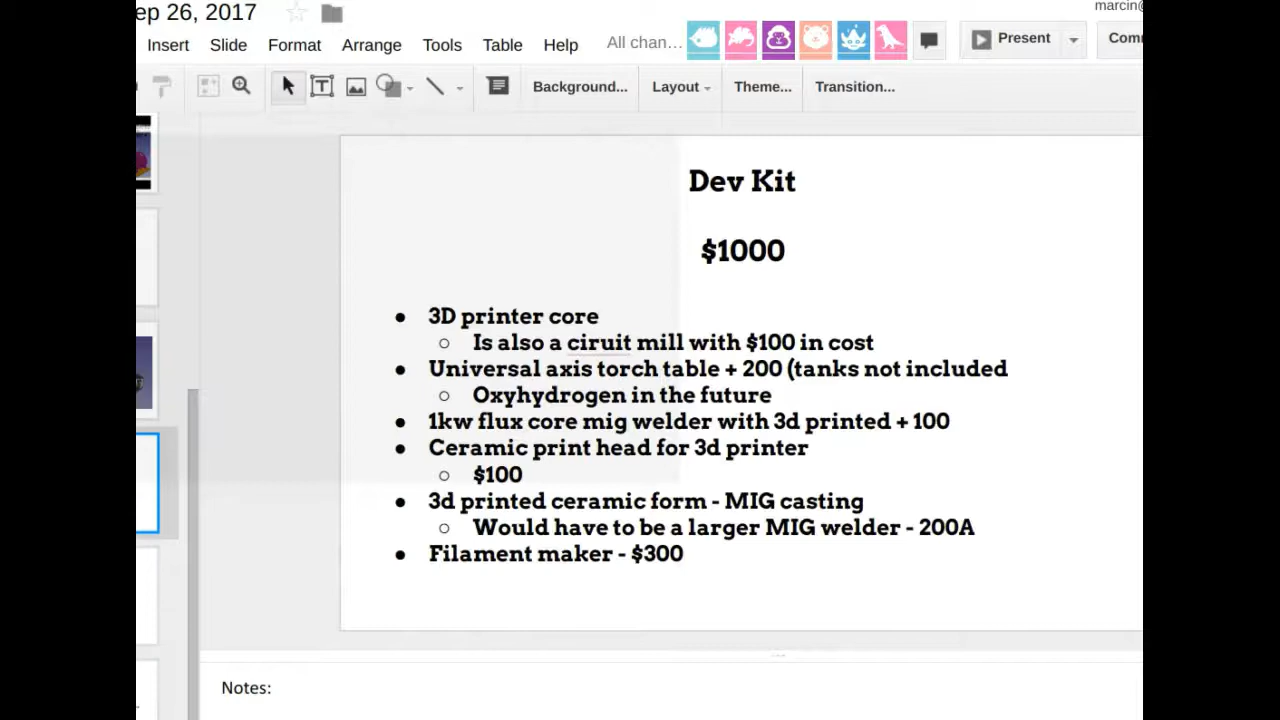 ep 26, 2017
marcin@
Insert Slide Format Arrange Tools Table Help All chan... Present Com
Background... Layout Theme... Transition...
Dev Kit
$1000
● 3D printer core
○ Is also a ciruit mill with $100 in cost
● Universal axis torch table + 200 (tanks not included
○ Oxyhydrogen in the future
● 1kw flux core mig welder with 3d printed + 100
● Ceramic print head for 3d printer
○ $100
● 3d printed ceramic form - MIG casting
○ Would have to be a larger MIG welder - 200A
● Filament maker - $300
Notes: